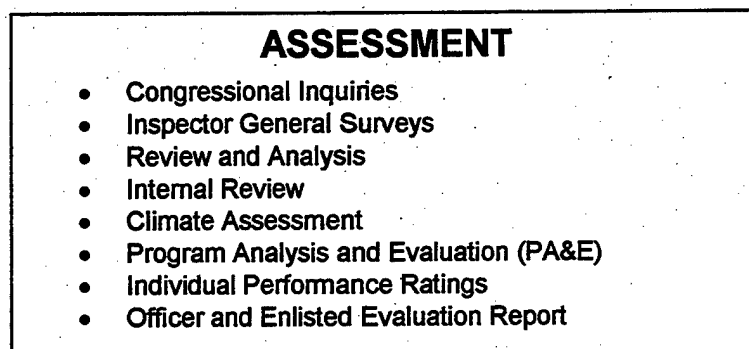 ASSESSMENT
• Congressional Inquiries
• Inspector General Surveys
• Review and Analysis
• Internal Review
• Climate Assessment
• Program Analysis and Evaluation (PA&E)
• Individual Performance Ratings
• Officer and Enlisted Evaluation Report